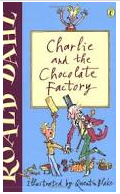 ROALD DAHL
Charlie and the
Chocolate Factory
Illustrated by Quentin Blake